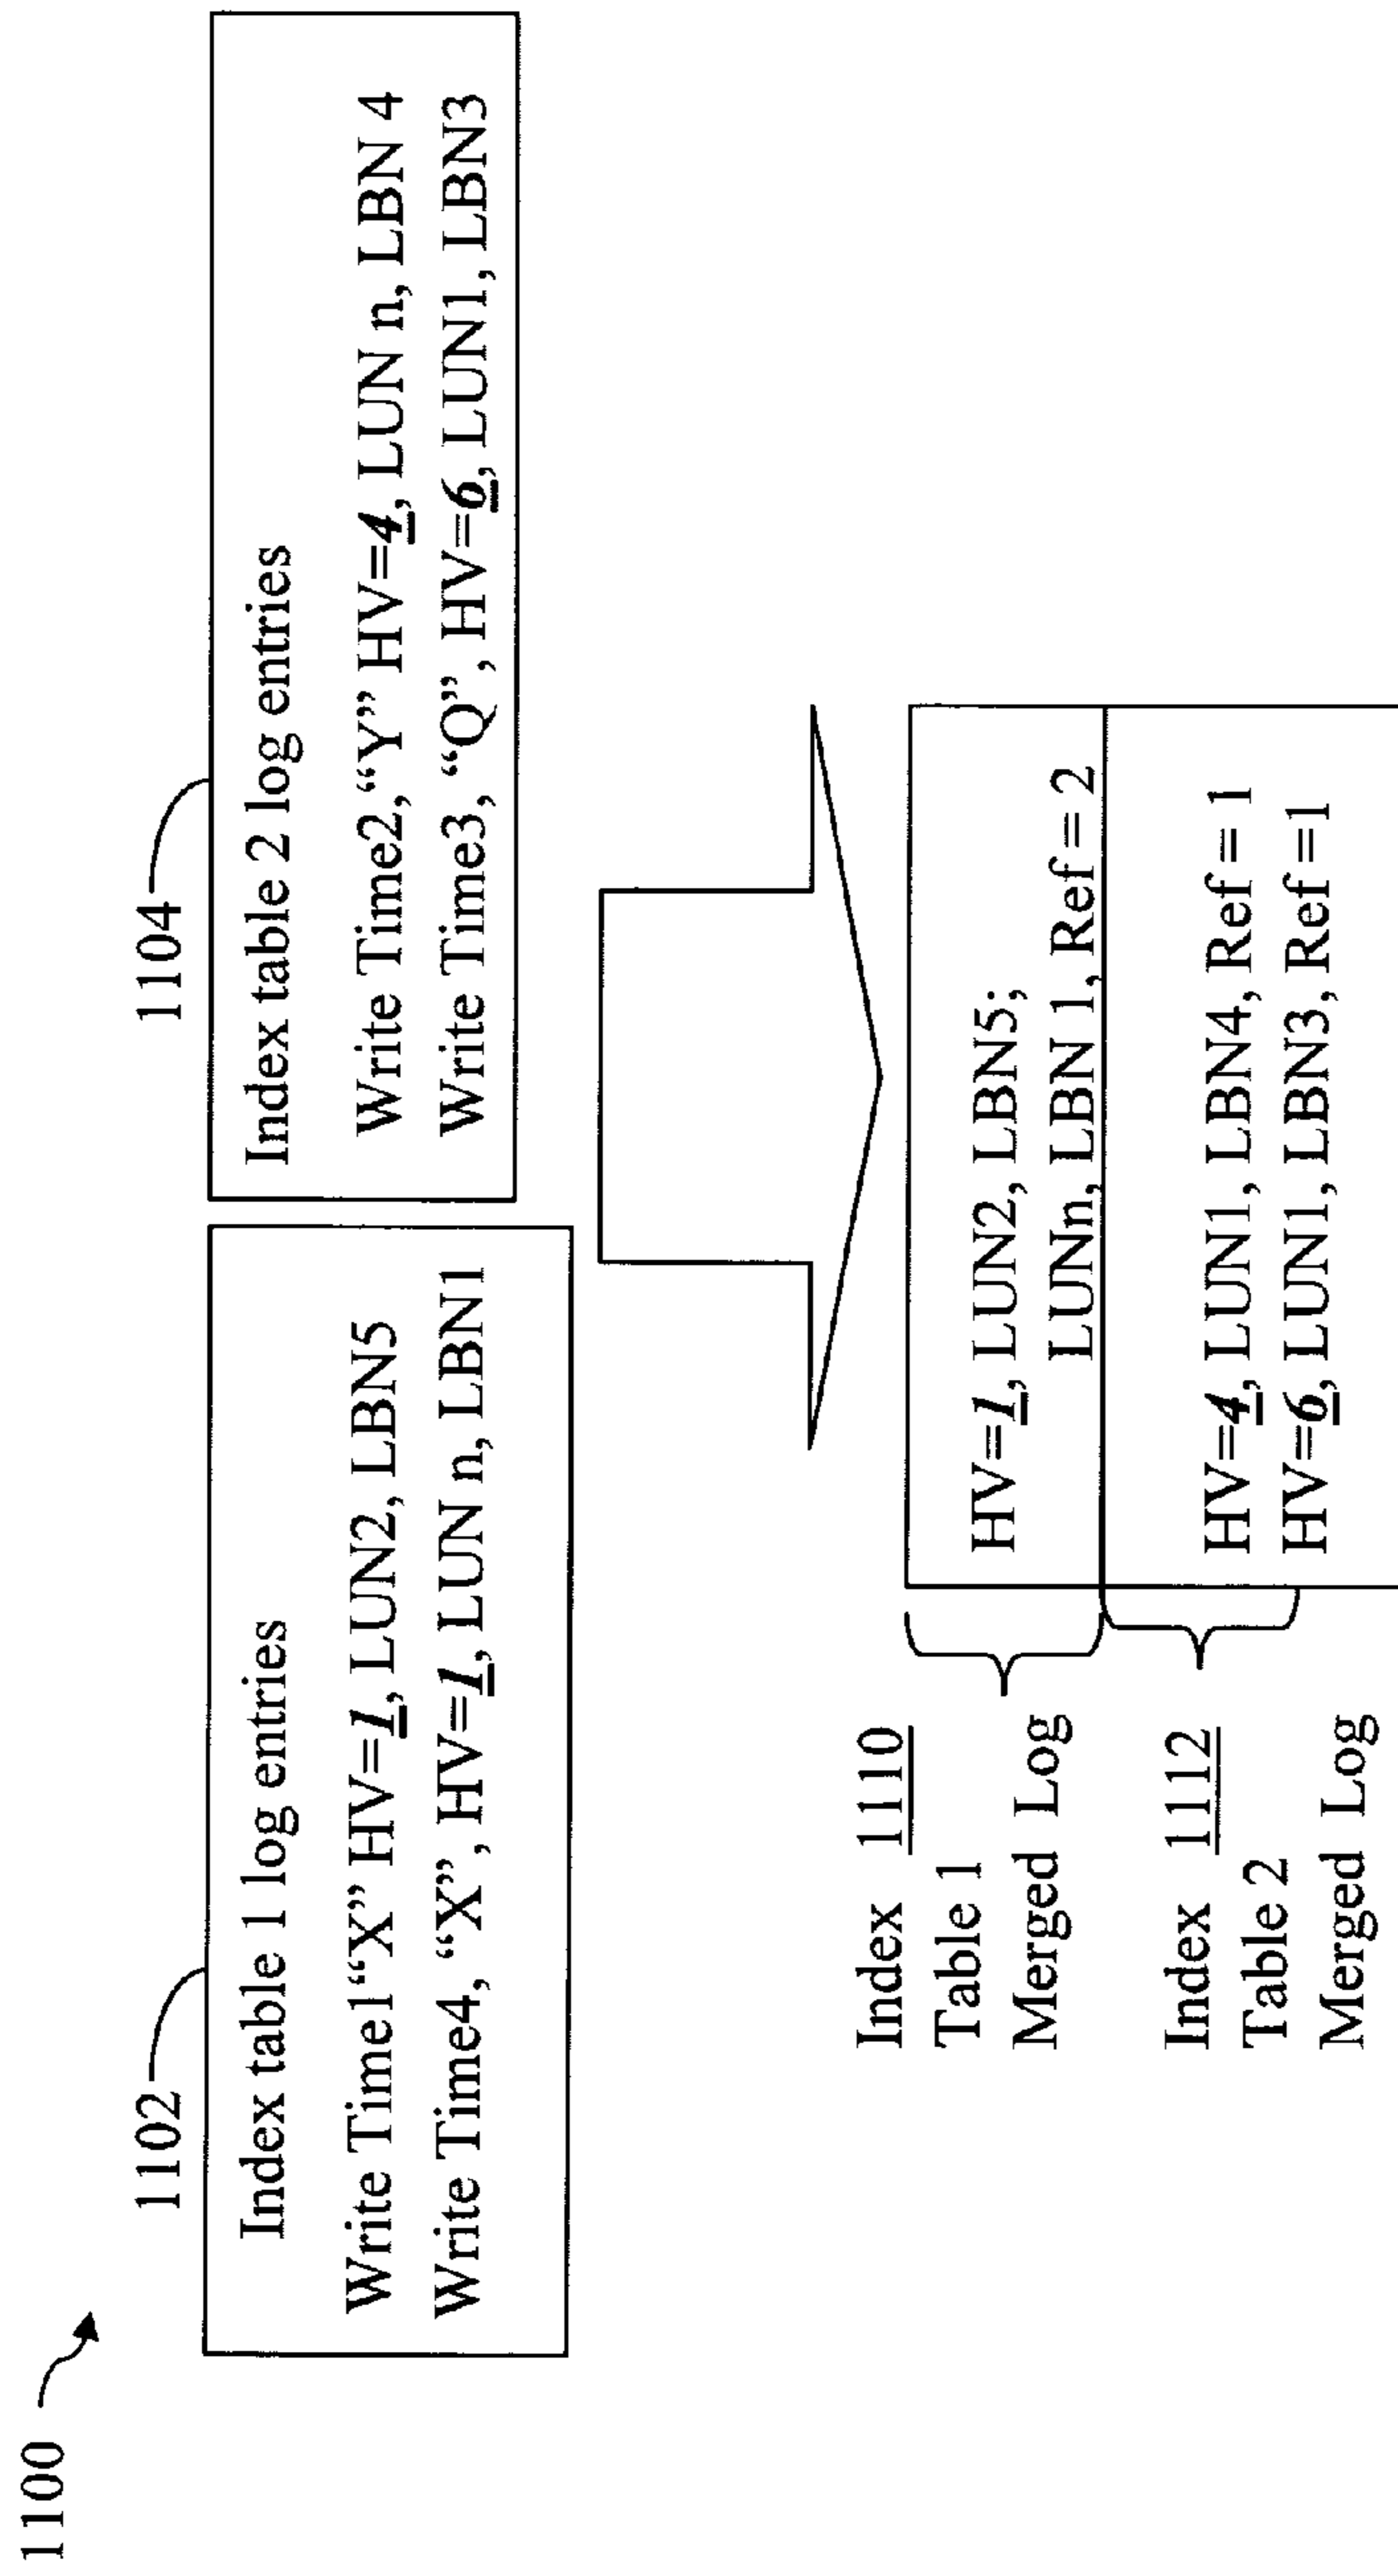 1100
1102
Index table 1 log entries
Write Time1“X” HV=1, LUN2, LBN5
Write Time4, “X”, HV=1, LUN n, LBN1
1104
Index table 2 log entries
Write Time2,“Y” HV=4, LUN n, LBN 4
Write Time3, “Q”, HV=6, LUN1, LBN3
Index 1110
Table 1
Merged Log
HV=1, LUN2, LBN5;
LUNn, LBN 1, Ref = 2
Index 1112
Table 2
Merged Log
HV=4, LUN1, LBN4, Ref = 1
HV=6, LUN1, LBN3, Ref =1